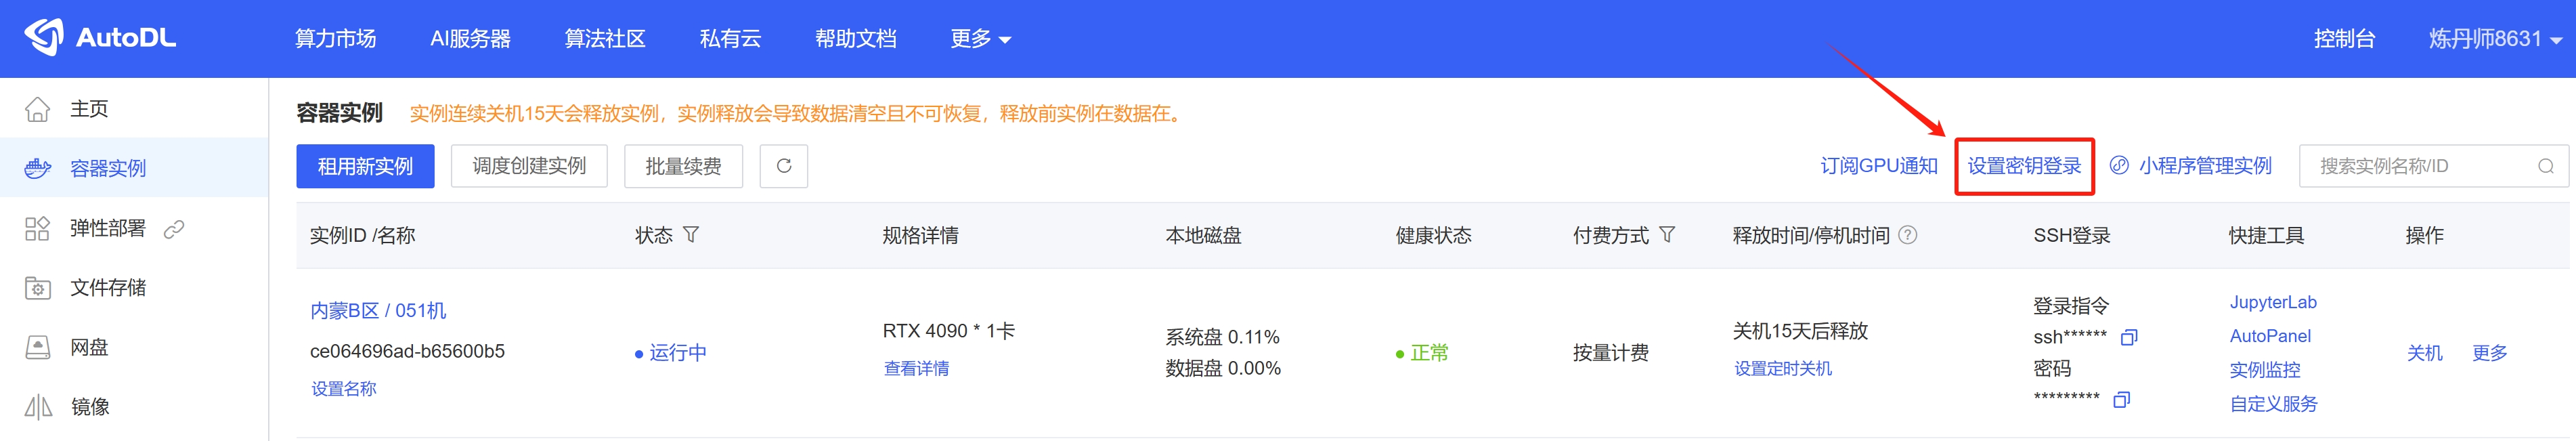 AutoDL
算力市场
AI服务器
算法社区
私有云
帮助文档
更多
控制台
炼丹师8631
主页
容器实例
弹性部署
文件存储
网盘
镜像
容器实例
实例连续关机15天会释放实例，实例释放会导致数据清空且不可恢复，释放前实例在数据在。
租用新实例
调度创建实例
批量续费
订阅GPU通知
设置密钥登录
小程序管理实例
搜索实例名称/ID
实例ID /名称
状态
规格详情
本地磁盘
健康状态
付费方式
释放时间/停机时间
SSH登录
快捷工具
操作
内蒙B区 / 051机
ce064696ad-b65600b5
设置名称
运行中
RTX 4090 * 1卡
查看详情
系统盘 0.11%
数据盘 0.00%
正常
按量计费
关机15天后释放
设置定时关机
登录指令
ssh******
密码
*********
JupyterLab
AutoPanel
实例监控
自定义服务
关机
更多